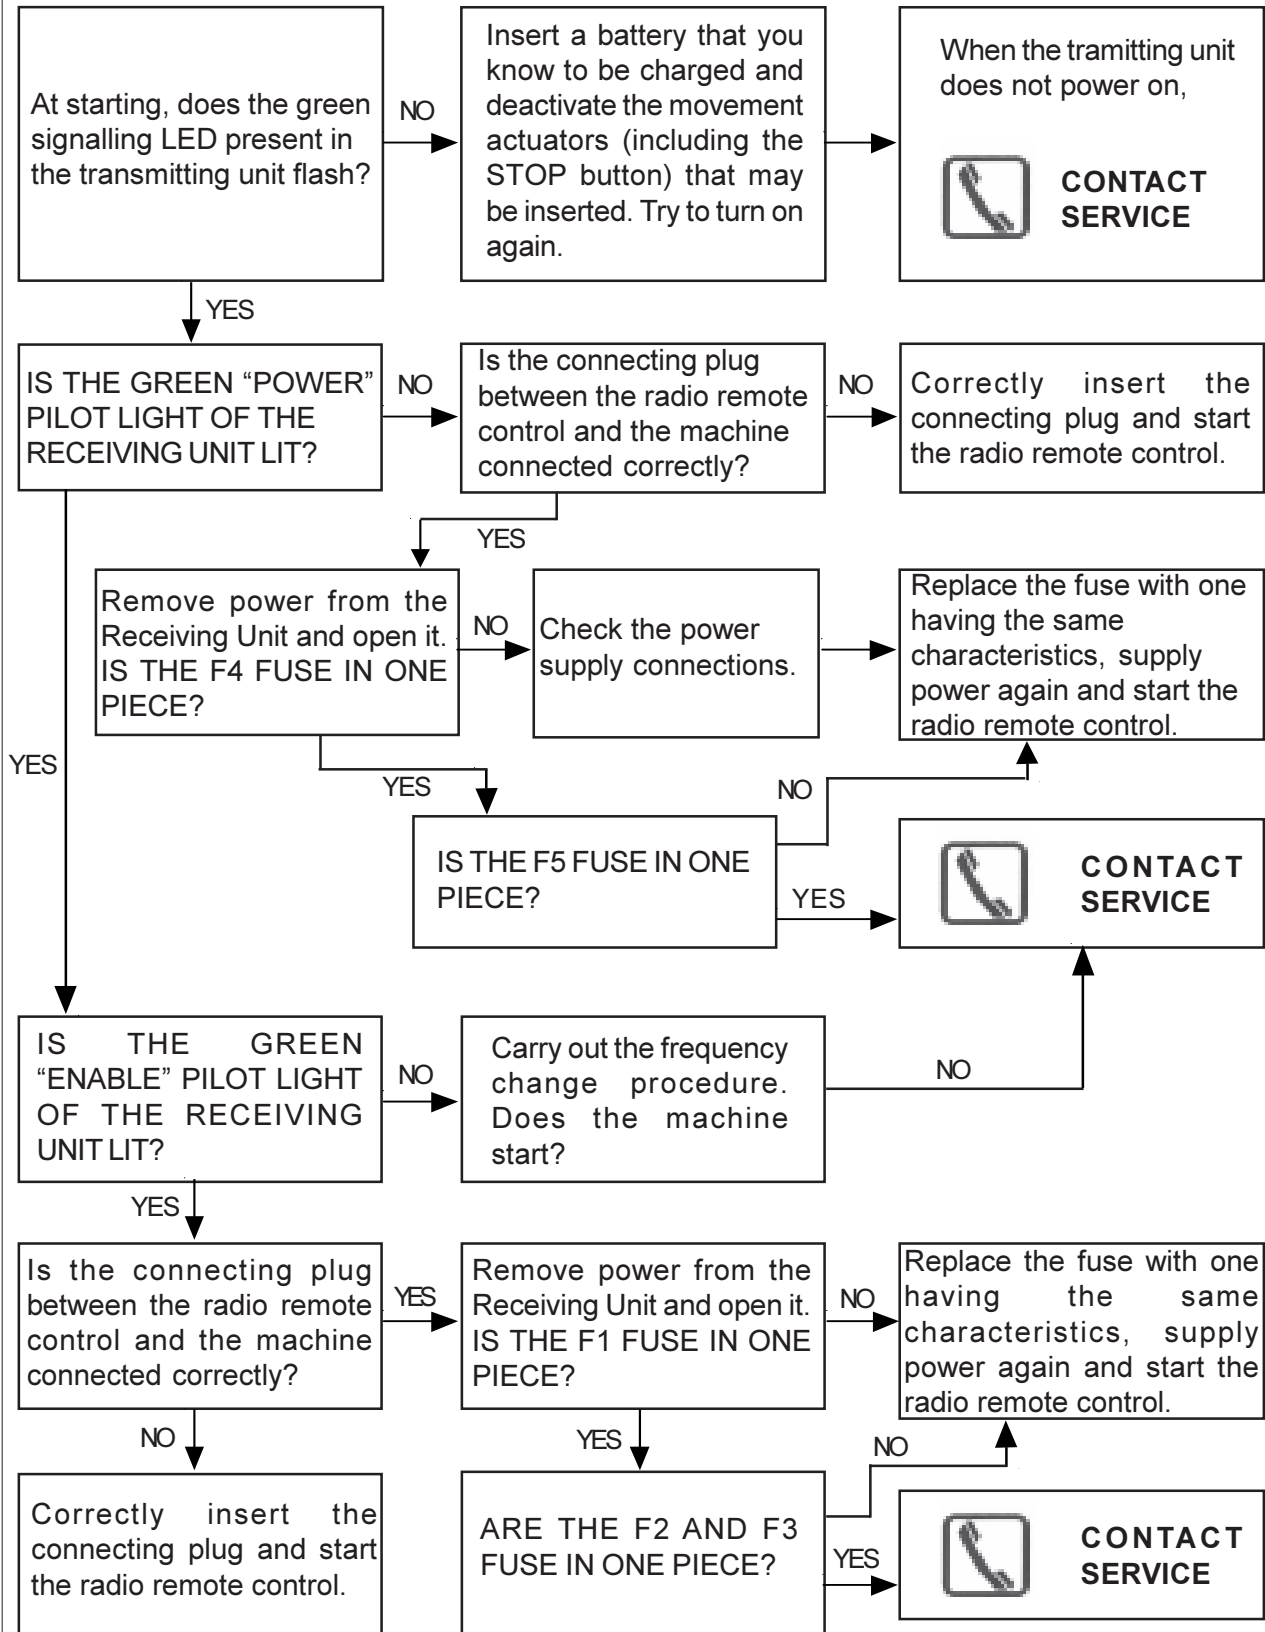 At starting, does the green
signalling LED present in
the transmitting unit flash?
NO
Insert a battery that you
know to be charged and
deactivate the movement
actuators (including the
STOP button) that may
be inserted. Try to turn on
again.
When the tramitting unit
does not power on,
CONTACT
SERVICE
YES
IS THE GREEN “POWER”
PILOT LIGHT OF THE
RECEIVING UNIT LIT?
NO
Is the connecting plug
between the radio remote
control and the machine
connected correctly?
NO
Correctly insert the
connecting plug and start
the radio remote control.
YES
Remove power from the
Receiving Unit and open it.
IS THE F4 FUSE IN ONE
PIECE?
NO
Check the power
supply connections.
Replace the fuse with one
having the same
characteristics, supply
power again and start the
radio remote control.
YES
YES
NO
IS THE F5 FUSE IN ONE
PIECE?
YES
CONTACT
SERVICE
IS THE GREEN
“ENABLE” PILOT LIGHT
OF THE RECEIVING
UNIT LIT?
NO
Carry out the frequency
change procedure.
Does the machine
start?
NO
YES
Is the connecting plug
between the radio remote
control and the machine
connected correctly?
YES
Remove power from the
Receiving Unit and open it.
IS THE F1 FUSE IN ONE
PIECE?
NO
Replace the fuse with one
having the same
characteristics, supply
power again and start the
radio remote control.
NO
YES
NO
Correctly insert the
connecting plug and start
the radio remote control.
ARE THE F2 AND F3
FUSE IN ONE PIECE?
YES
CONTACT
SERVICE